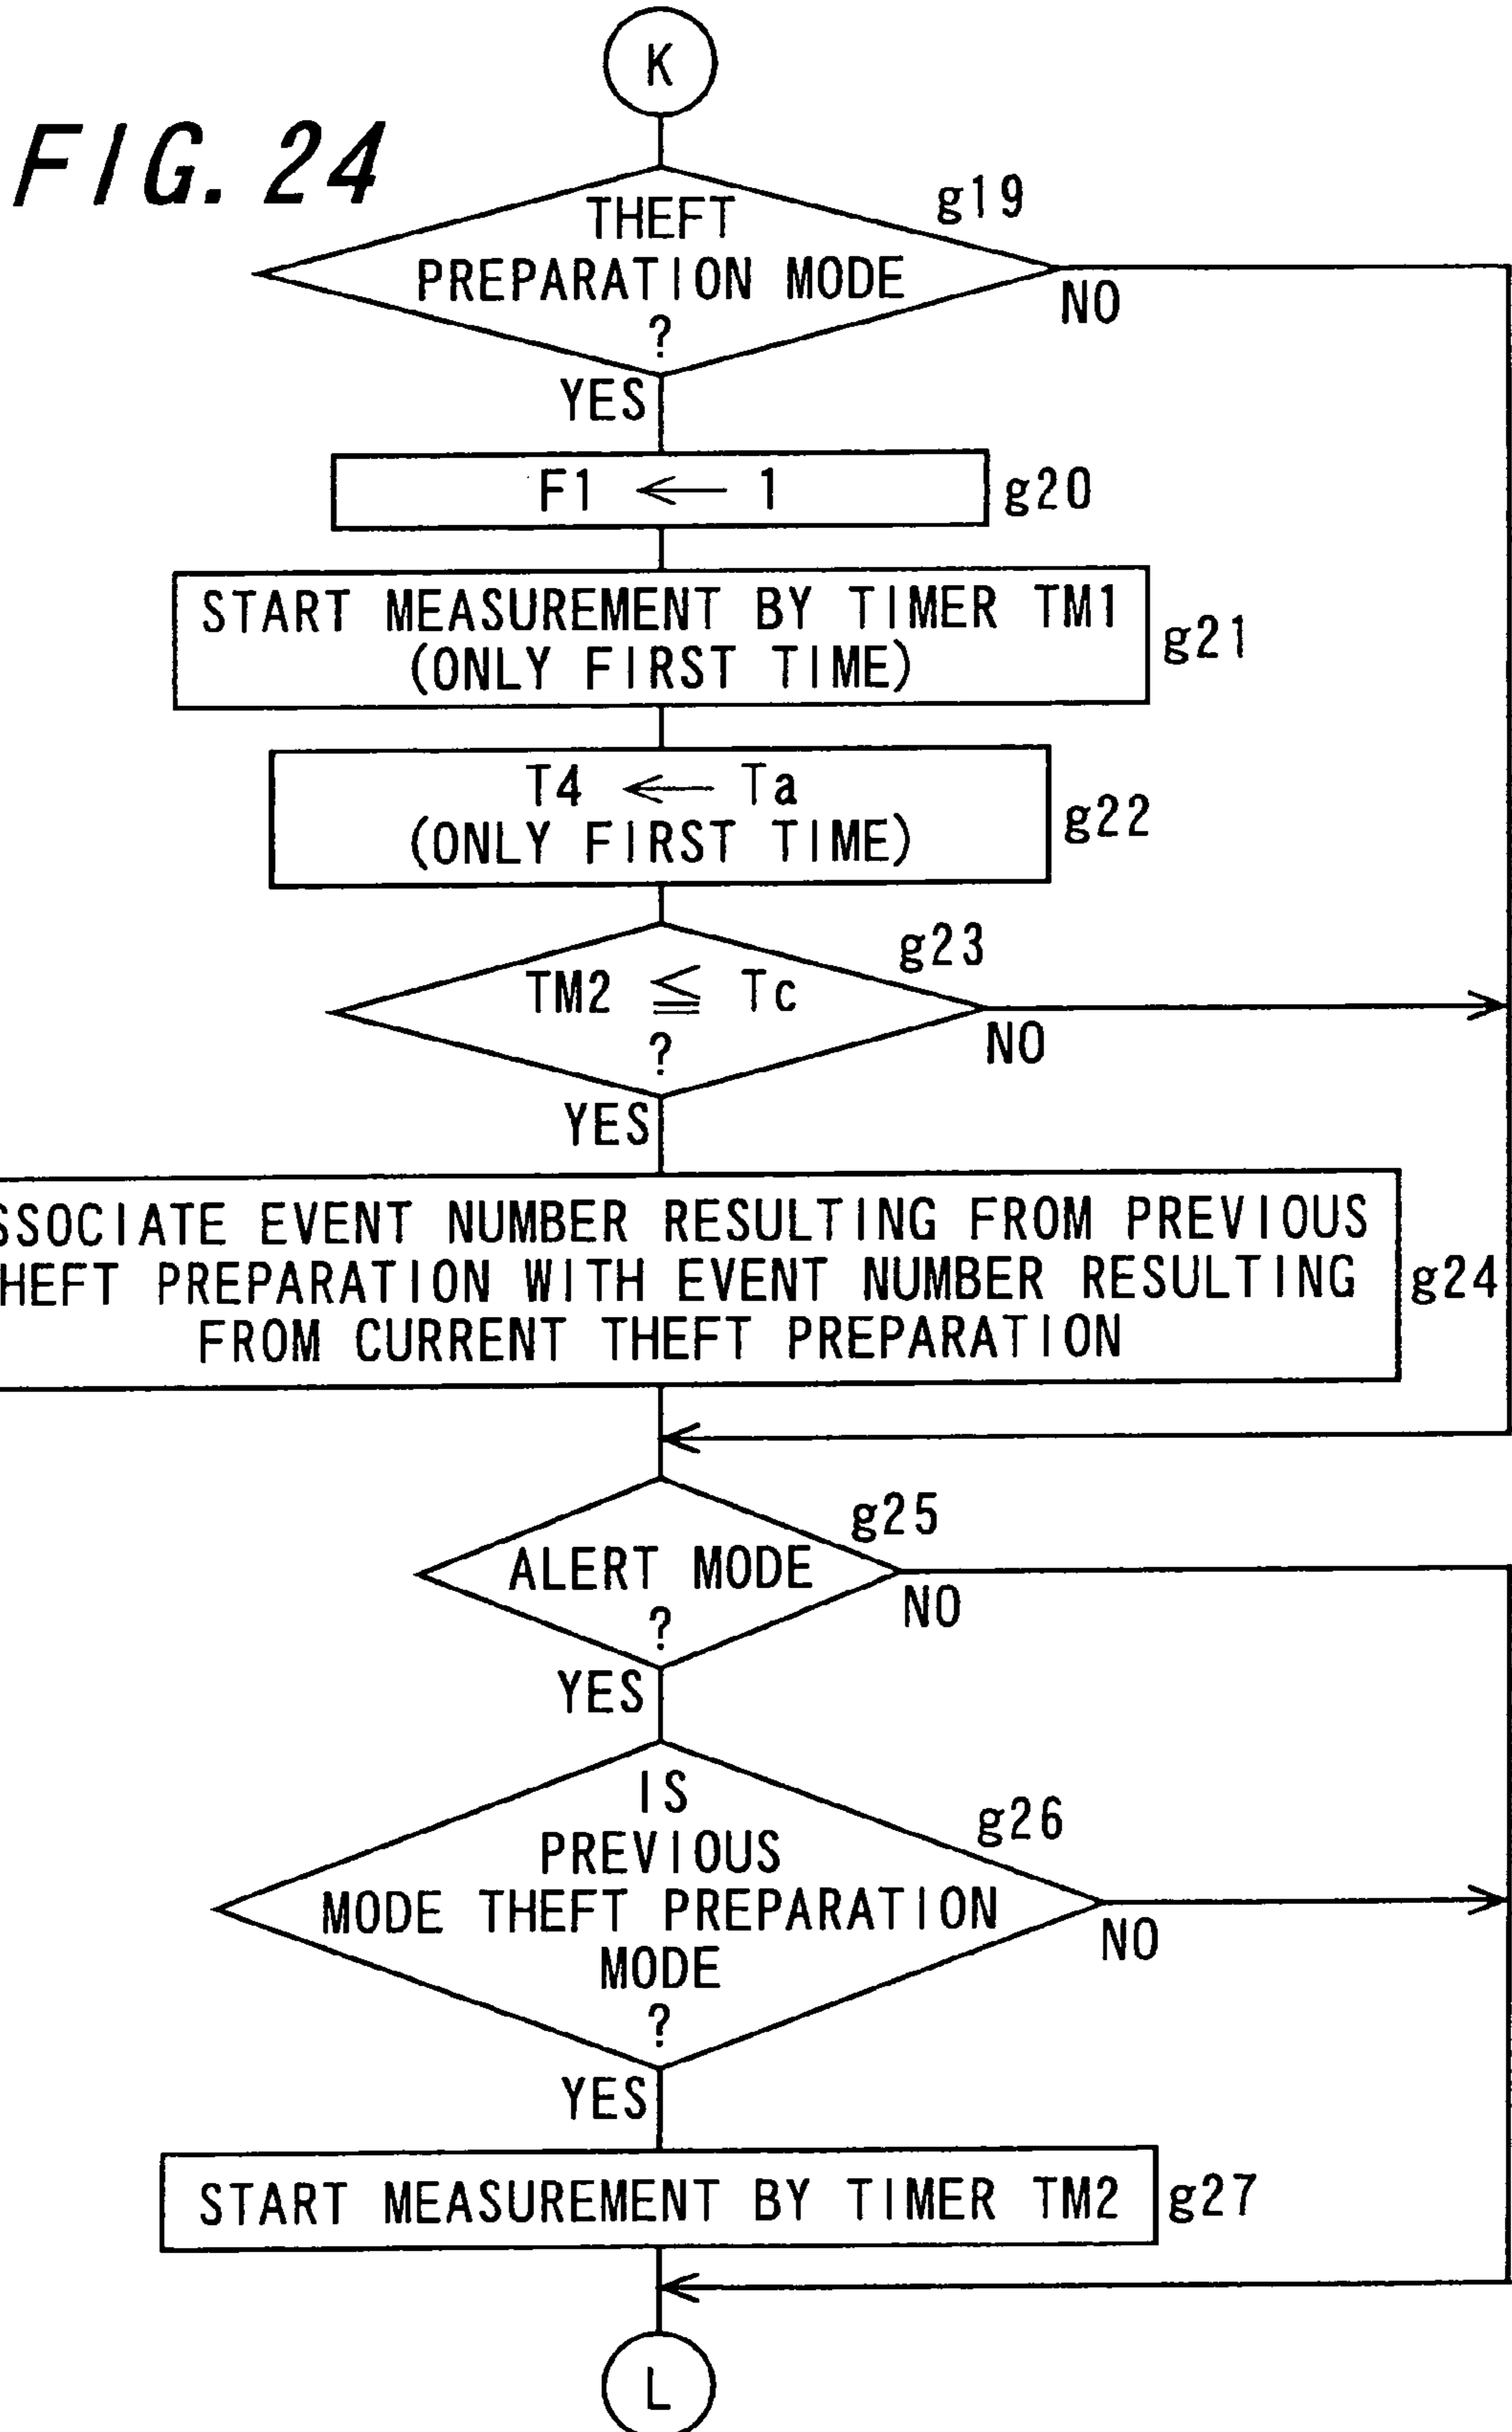 K
FIG. 24
g19
THEFT
PREPARATION MODE
?
NO
YES
F1 ← 1
g20
START MEASUREMENT BY TIMER TM1
(ONLY FIRST TIME)
g21
T4 ← Ta
(ONLY FIRST TIME)
g22
g23
TM2 ≦ Tc
?
NO
YES
SSOCIATE EVENT NUMBER RESULTING FROM PREVIOUS
HEFT PREPARATION WITH EVENT NUMBER RESULTING
FROM CURRENT THEFT PREPARATION
g24
g25
ALERT MODE
?
NO
YES
IS
PREVIOUS
MODE THEFT PREPARATION
MODE
?
g26
NO
YES
START MEASUREMENT BY TIMER TM2
g27
L